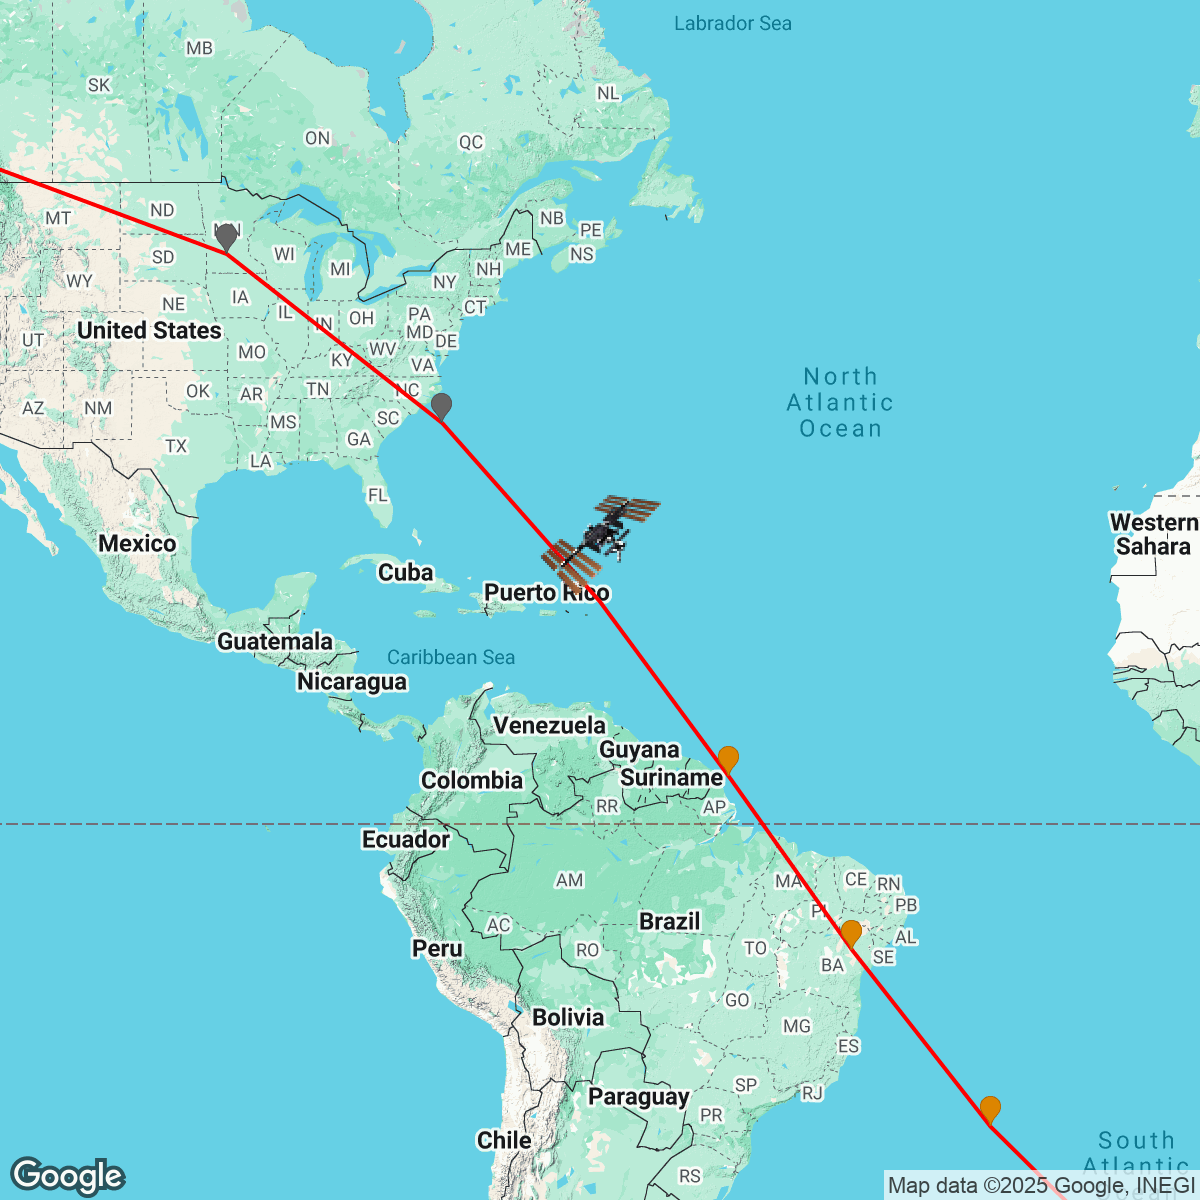 Labrador Sea
MB
SK
NL
ON
QC
MT
ND
NB
PE
ME
NS
WI
SD
MI
NH
WY
NY
NE
IA
CT
IL
OH
PA
IN
United States
MD
DE
UT
MO
WV
KY
VA
North
Atlantic
Ocean
OK
AR
TN
NC
AZ
NM
MS
SC
TX
GA
LA
FL
Western
Sahara
Mexico
Cuba
Puerto Rico
Guatemala
Caribbean Sea
Nicaragua
Venezuela
Guyana
Colombia
Suriname
RR
AP
Ecuador
AM
MA
CE
RN
PB
AC
Brazil
AL
Peru
RO
TO
BA
SE
GO
Bolivia
MG
ES
SP
RJ
Paraguay
PR
Chile
South
Atlantic
RS
Google
Map data ©2025 Google, INEGI